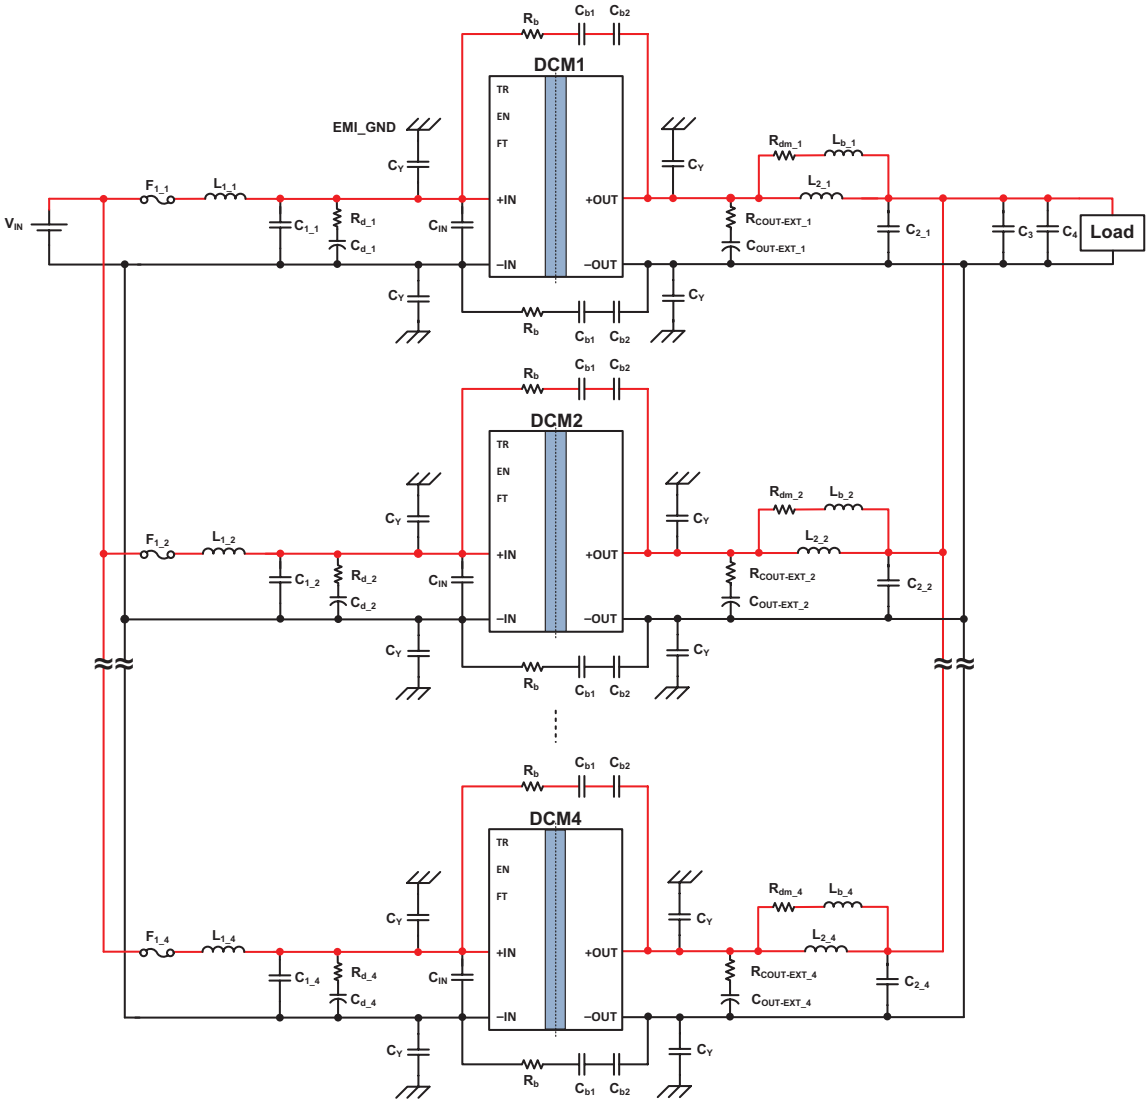 Rb Cb1 Cb2
DCM1
TR
EN
FT
EMI_GND
CY
CY
Rdm_1 Lb_1
F1_1 L1_1
L2_1
VIN
+IN +OUT
C1_1 Rd_1 CIN
Cd_1
RCOUT-EXT_1
COUT-EXT_1
C2_1 C3 C4 Load
–IN –OUT
CY
CY
Rb Cb1 Cb2
Rb Cb1 Cb2
DCM2
TR
EN
FT
CY
CY
Rdm_2 Lb_2
F1_2 L1_2
L2_2
+IN +OUT
C1_2 Rd_2 CIN
Cd_2
RCOUT-EXT_2
COUT-EXT_2
C2_2
–IN –OUT
CY
CY
≈ ≈ ≈ ≈
Rb Cb1 Cb2
Rb Cb1 Cb2
DCM4
TR
EN
FT
CY
CY
Rdm_4 Lb_4
F1_4 L1_4
L2_4
+IN +OUT
C1_4 Rd_4 CIN
Cd_4
RCOUT-EXT_4
COUT-EXT_4
C2_4
–IN –OUT
CY
CY
Rb Cb1 Cb2